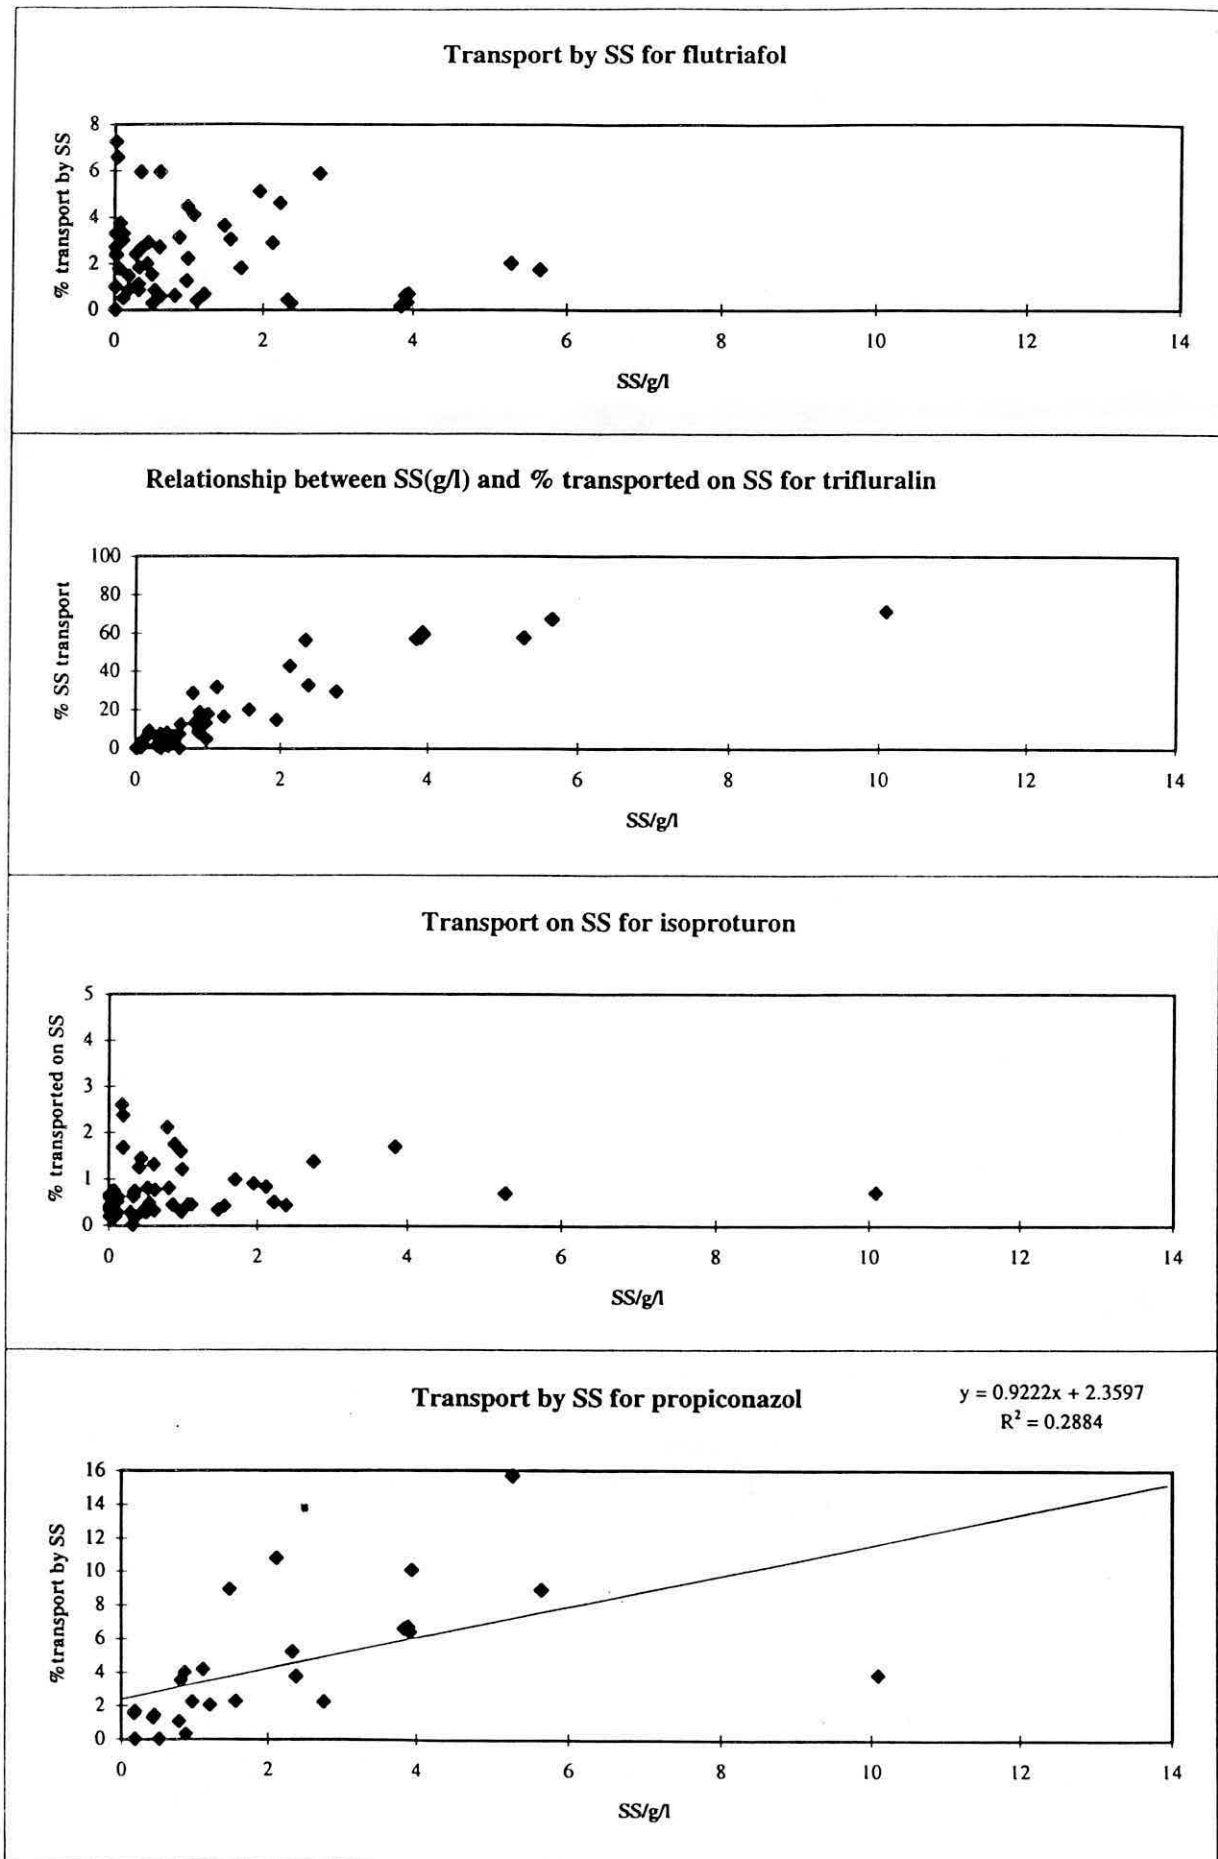 Transport by SS for flutriafol
% transport by SS
8
6
4
2
0
0 2 4 6 8 10 12 14
SS/g/l
Relationship between SS(g/l) and % transported on SS for trifluralin
% SS transport
100
80
60
40
20
0
0 2 4 6 8 10 12 14
SS/g/l
Transport on SS for isoproturon
% transported on SS
5
4
3
2
1
0
0 2 4 6 8 10 12 14
SS/g/l
Transport by SS for propiconazol
y = 0.9222x + 2.3597
R² = 0.2884
%transport by SS
16
14
12
10
8
6
4
2
0
0 2 4 6 8 10 12 14
SS/g/l